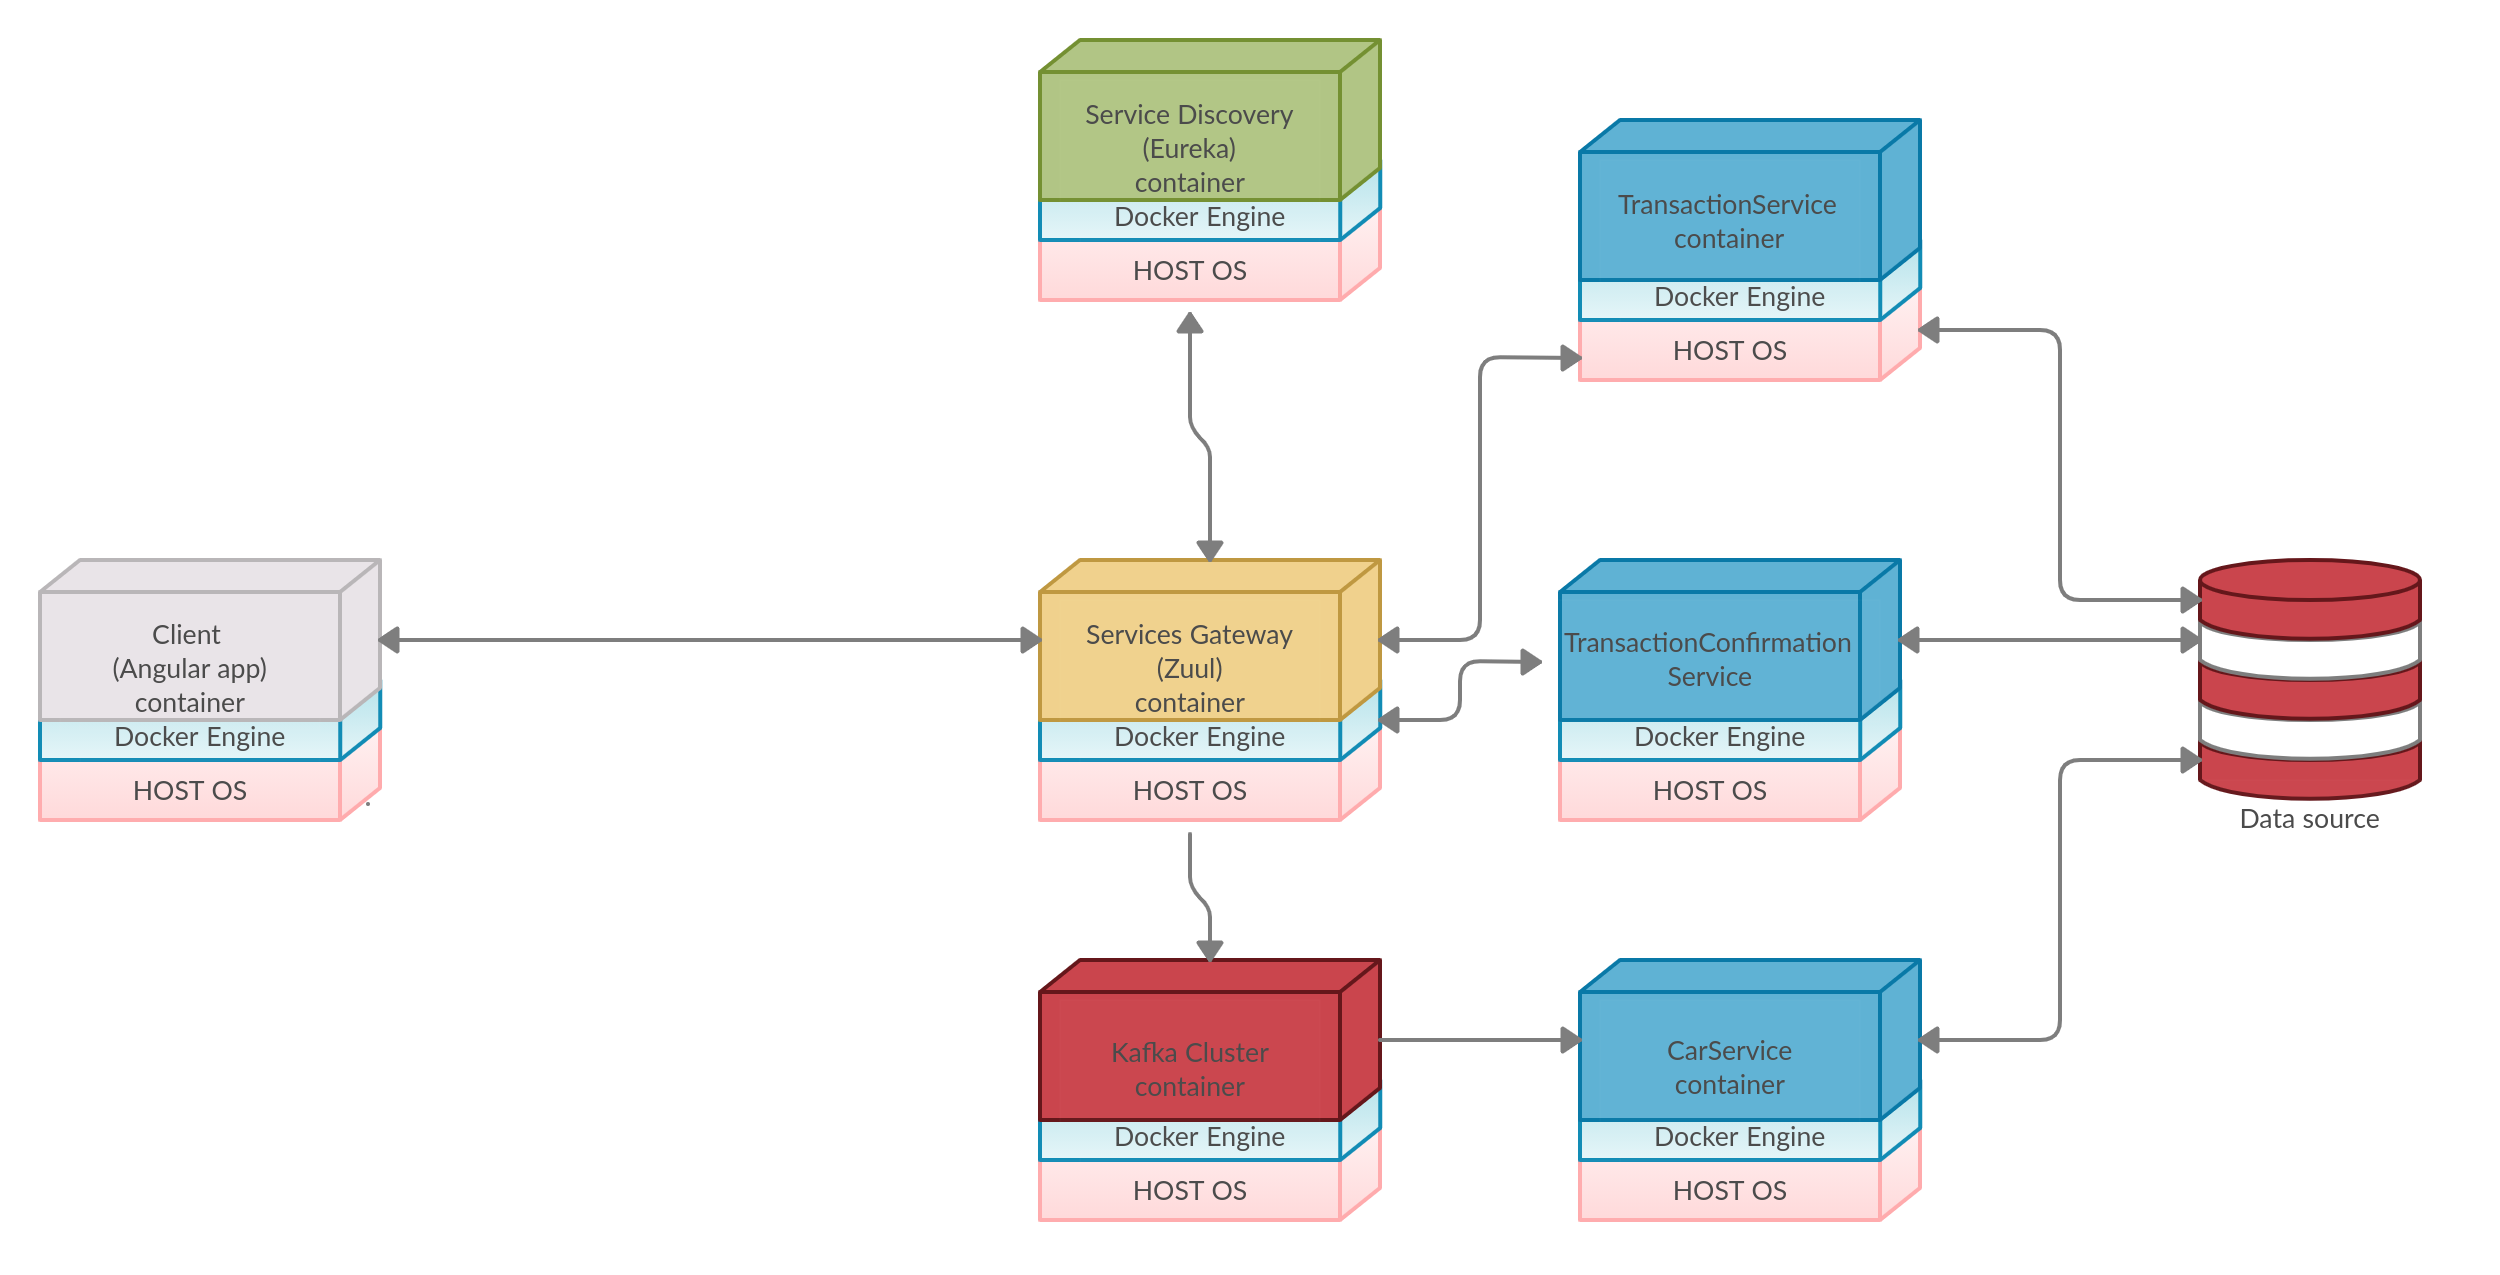 Service Discovery
(Eureka)
container
Docker Engine
HOST OS
TransactionService
container
Docker Engine
HOST OS
Client
(Angular app)
container
Docker Engine
HOST OS
Services Gateway
(Zuul)
container
Docker Engine
HOST OS
TransactionConfirmation
Service
Docker Engine
HOST OS
Data source
Kafka Cluster
container
Docker Engine
HOST OS
CarService
container
Docker Engine
HOST OS